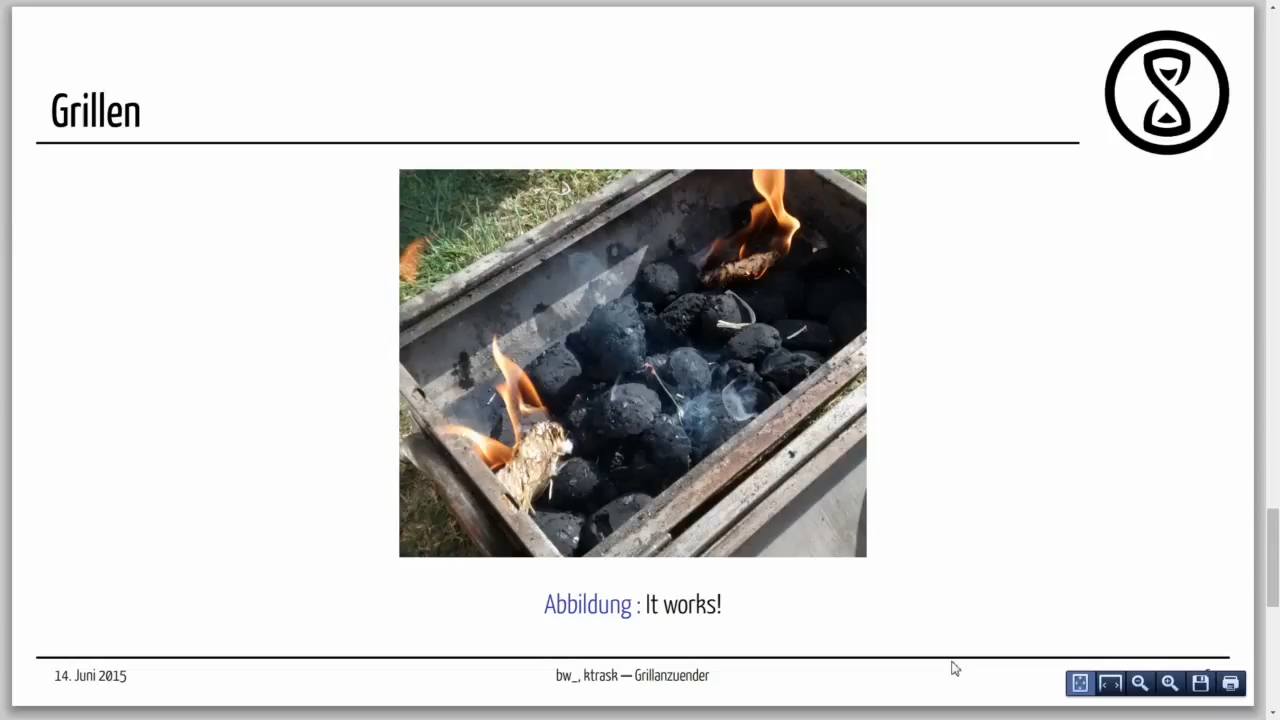 Grillen
Abbildung : It works!
14. Juni 2015
bw_, ktrask — Grillanzuender